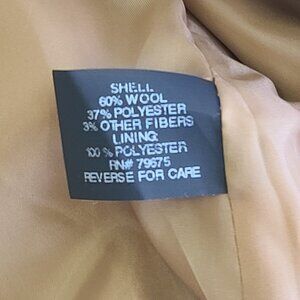 SHELL
60% WOOL
37% POLYESTER
3% OTHER FIBERS
LINING
100% POLYESTER
RN# 79675
REVERSE FOR CARE